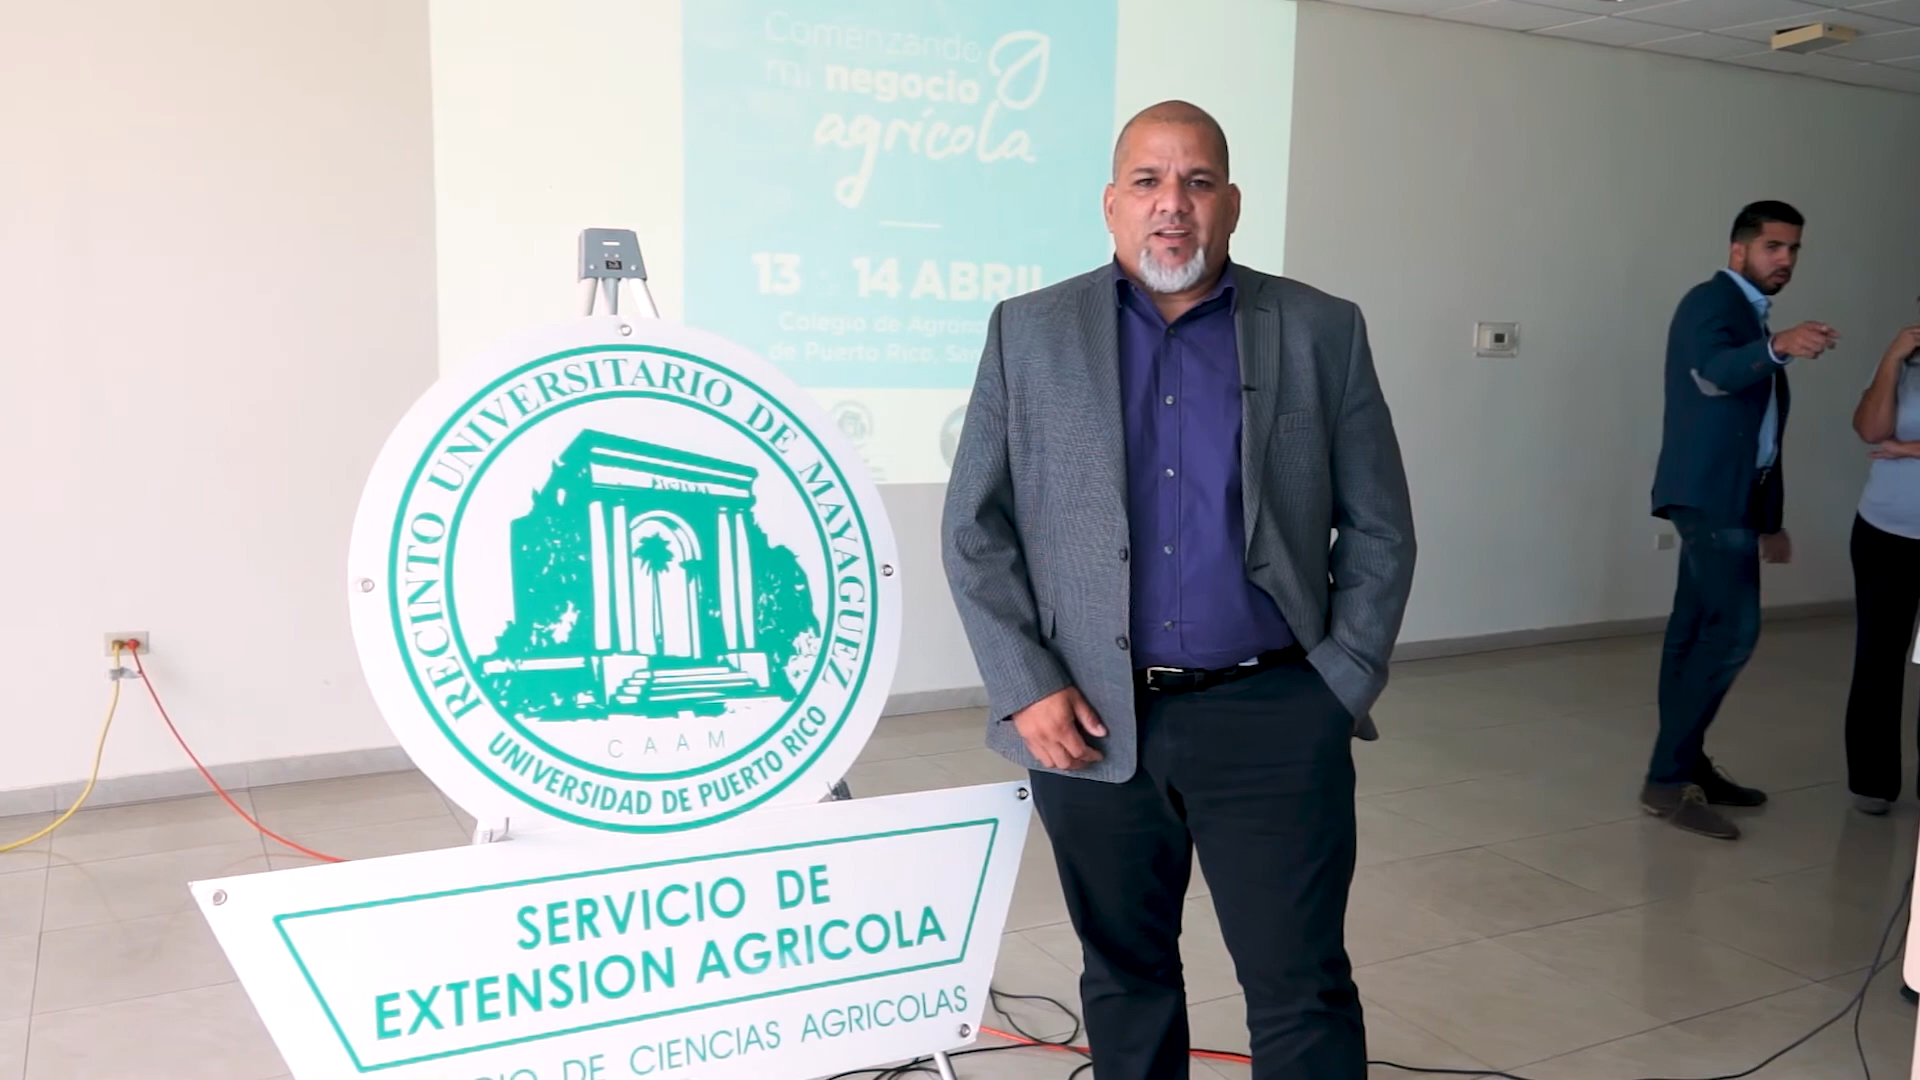 Comenzando
mi negocio
agrícola
13 14 ABRIL
Colegio de
de Puerto Rico,
RECINTO UNIVERSITARIO DE MAYAGUEZ
CAAM
UNIVERSIDAD DE PUERTO RICO
SERVICIO DE
EXTENSION AGRICOLA
DE CIENCIAS AGRICOLAS